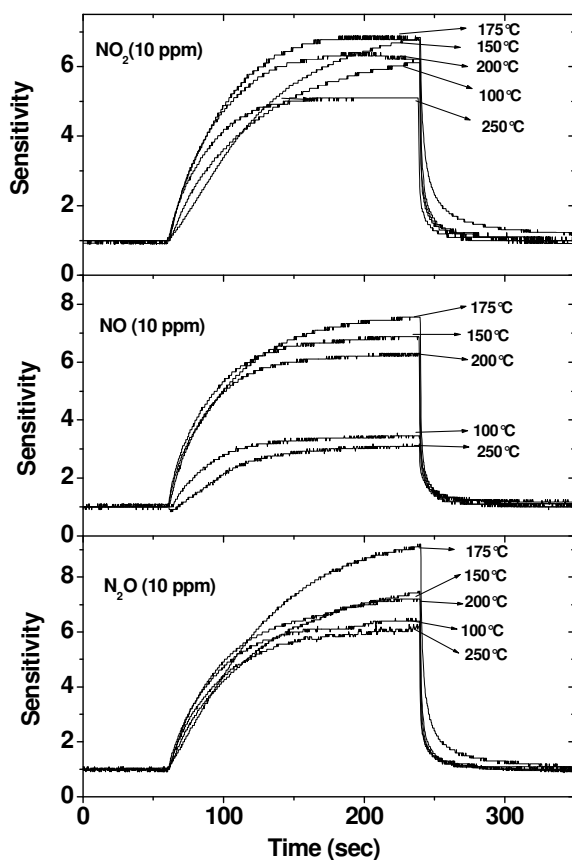 NO₂(10 ppm)
Sensitivity
6
4
2
0
175°C
150°C
200°C
100°C
250°C
NO (10 ppm)
Sensitivity
8
6
4
2
0
175°C
150°C
200°C
100°C
250°C
N₂O (10 ppm)
Sensitivity
8
6
4
2
0
175°C
150°C
200°C
100°C
250°C
0
100
200
300
Time (sec)